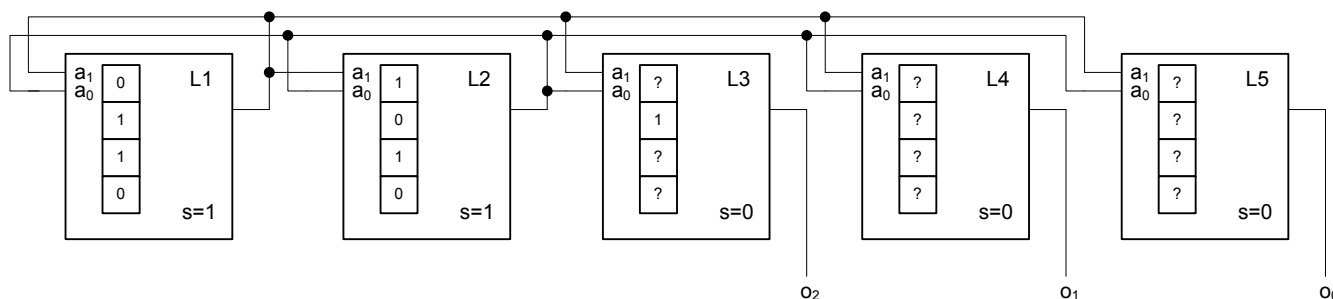 a1 a0 0 1 1 0 L1 s=1
a1 a0 1 0 1 0 L2 s=1
a1 a0 ? 1 ? ? L3 s=0
a1 a0 ? ? ? ? L4 s=0
a1 a0 ? ? ? ? L5 s=0
o2 o1